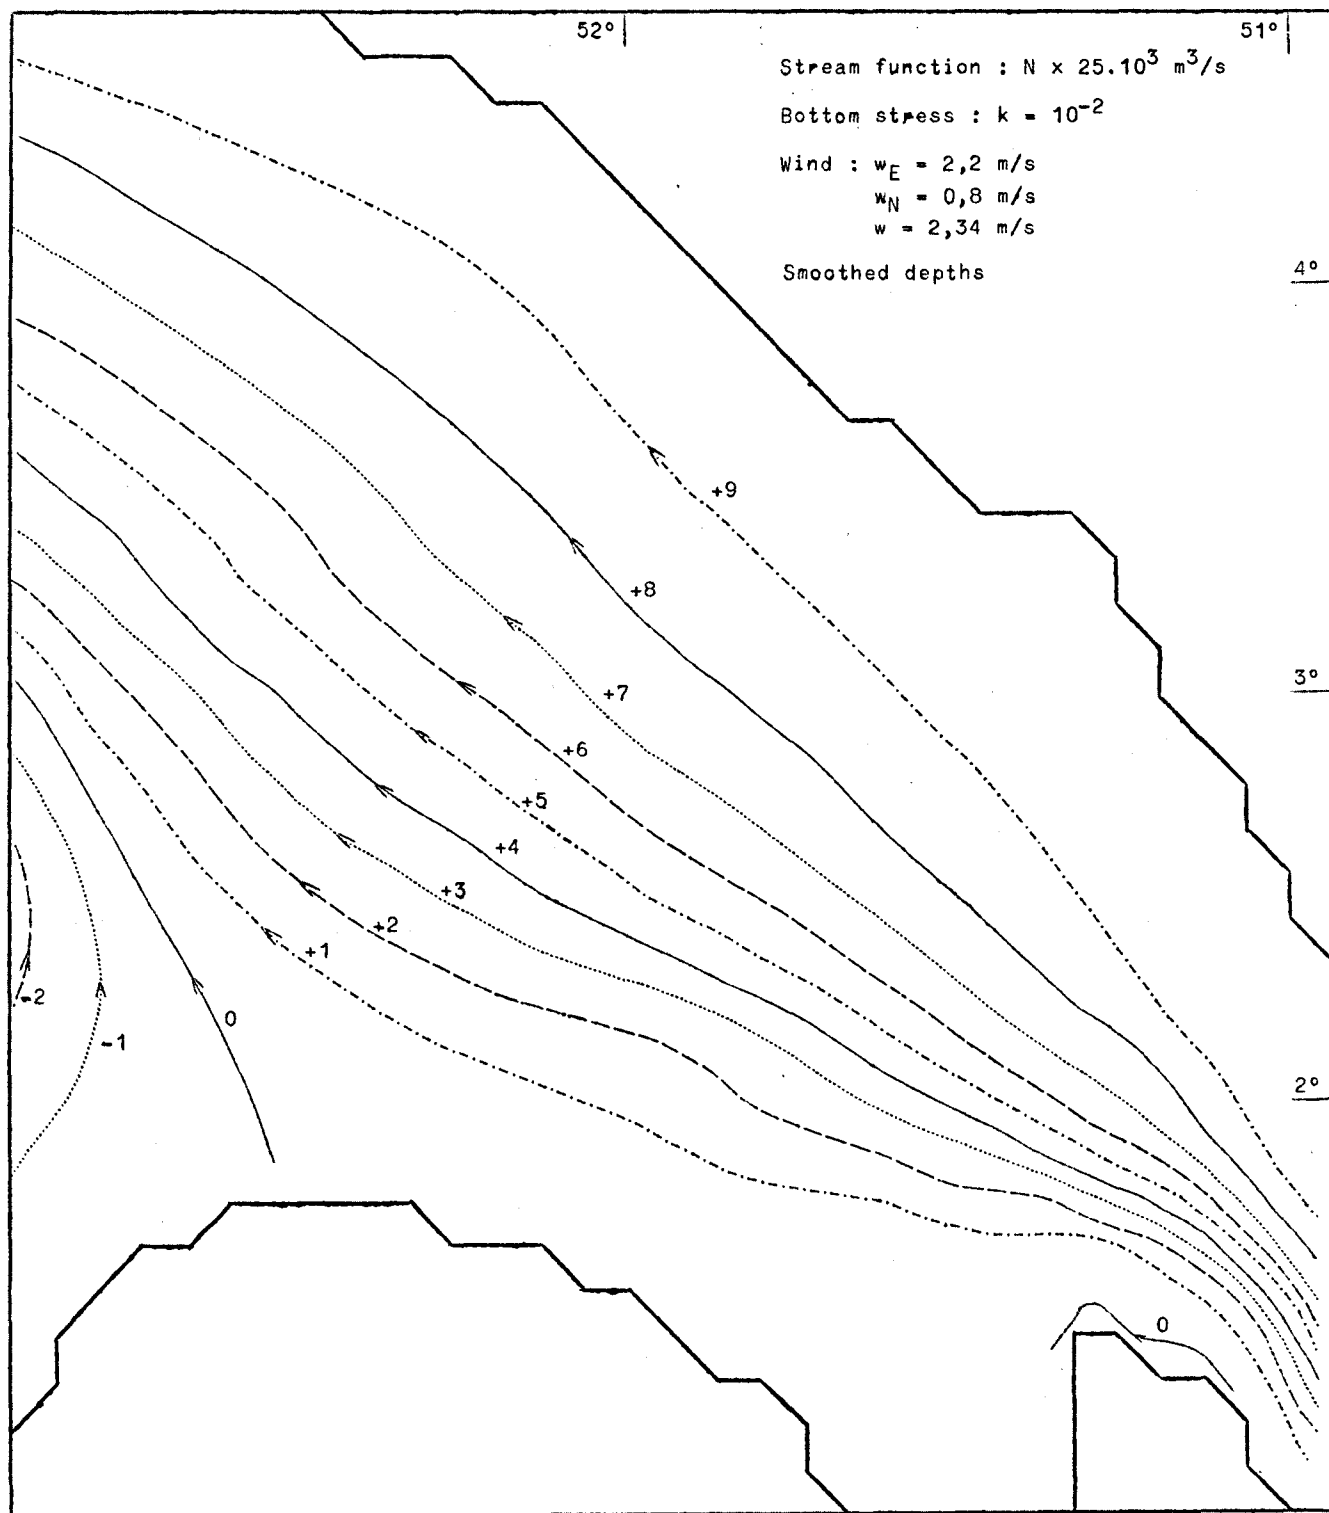 52° 51°
Stream function : N × 25.10³ m³/s
Bottom stress : k = 10⁻²
Wind : w_E = 2,2 m/s
w_N = 0,8 m/s
w = 2,34 m/s
Smoothed depths
4°
+9
+8
3°
+7
+6
+5
+4
+3
+2
+1
-2
0
-1
2°
0